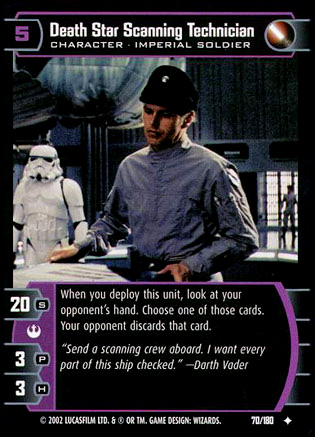 5 Death Star Scanning Technician
CHARACTER · IMPERIAL SOLDIER
20 S
When you deploy this unit, look at your
opponent's hand. Choose one of those cards.
Your opponent discards that card.
3 P
"Send a scanning crew aboard. I want every
part of this ship checked." —Darth Vader
3 H
© 2002 LUCASFILM LTD. & ® OR TM. GAME DESIGN: WIZARDS. 70/180